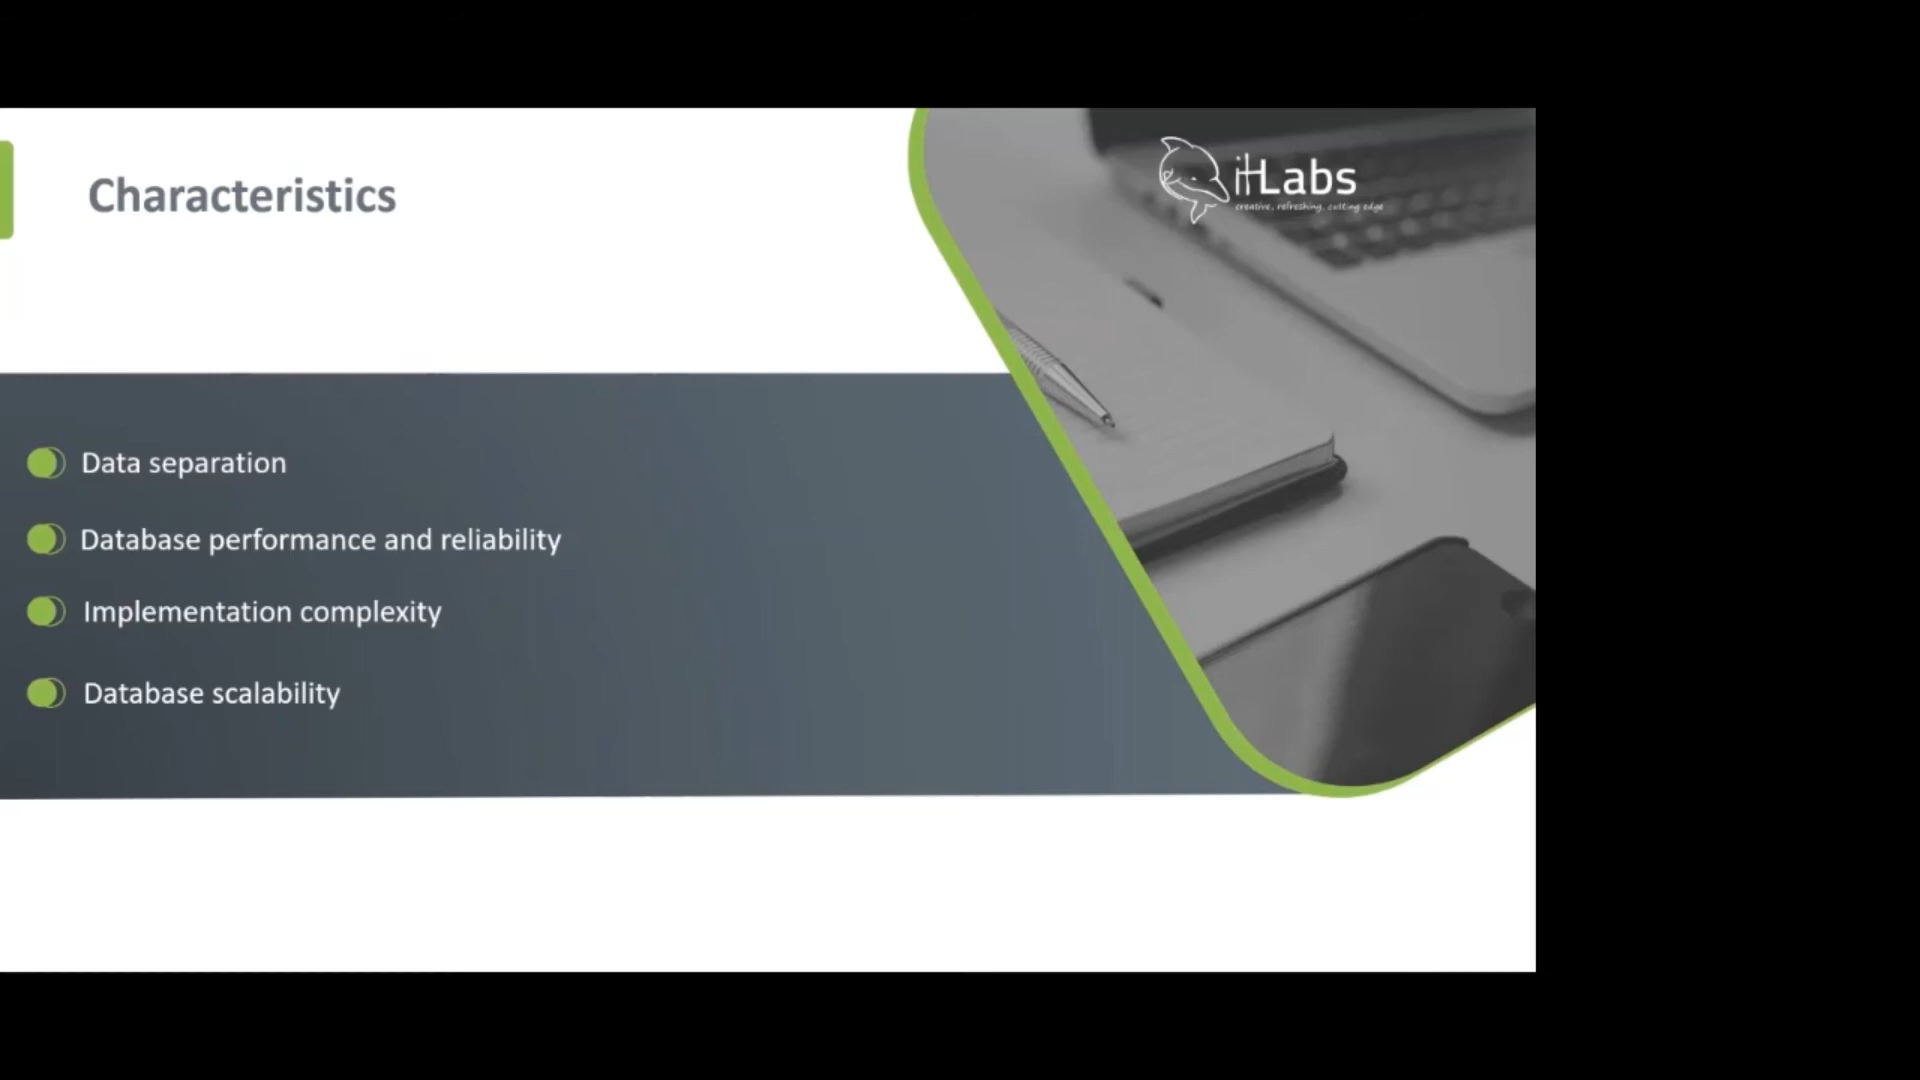 Characteristics
itLabs
creative, refreshing, cutting edge
Data separation
Database performance and reliability
Implementation complexity
Database scalability